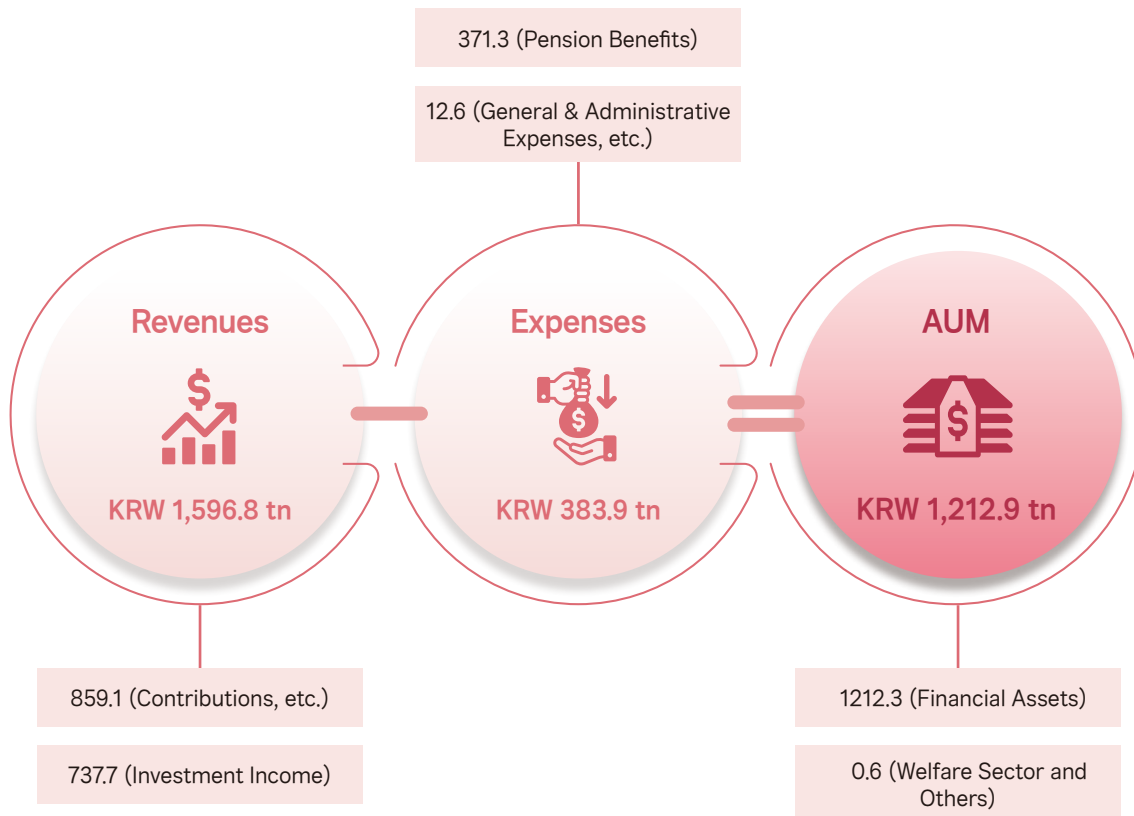 371.3 (Pension Benefits)
12.6 (General & Administrative
Expenses, etc.)
Revenues
$
KRW 1,596.8 tn
Expenses
$
KRW 383.9 tn
AUM
$
KRW 1,212.9 tn
859.1 (Contributions, etc.)
737.7 (Investment Income)
1212.3 (Financial Assets)
0.6 (Welfare Sector and
Others)